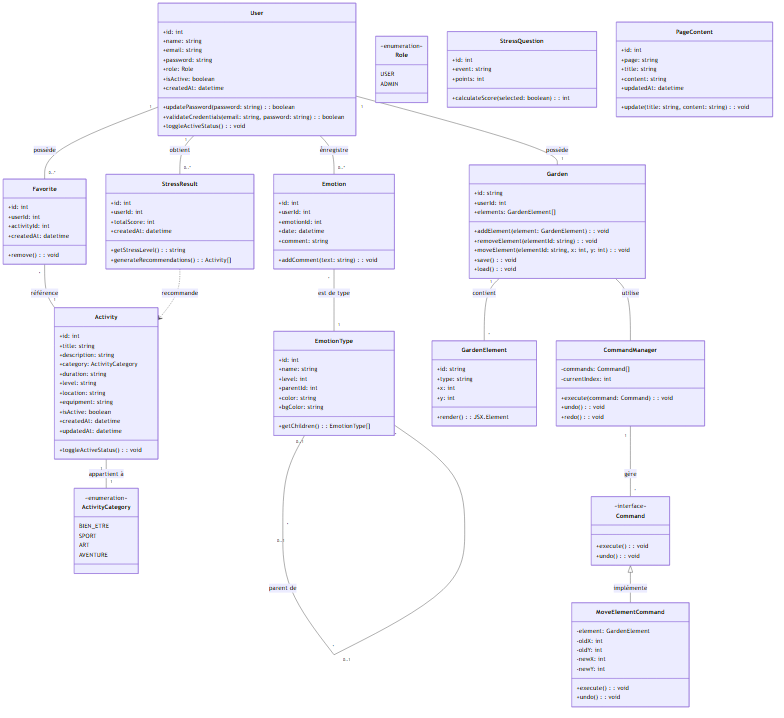 User
+id: int
+name: string
+email: string
+password: string
+role: Role
+isActive: boolean
+createdAt: datetime
+updatePassword(password: string) : : boolean
+validateCredentials(email: string, password: string) : : boolean
+toggleActiveStatus() : : void
«enumeration»
Role
USER
ADMIN
StressQuestion
+id: int
+event: string
+points: int
+calculateScore(selected: boolean) : : int
PageContent
+id: int
+page: string
+title: string
+content: string
+updatedAt: datetime
+update(title: string, content: string) : : void
1
1
1
1
possède
obtient
enregistre
possède
0..*
0..*
0..*
1
Favorite
+id: int
+userId: int
+activityId: int
+createdAt: datetime
+remove() : : void
StressResult
+id: int
+userId: int
+totalScore: int
+createdAt: datetime
+getStressLevel() : : string
+generateRecommendations() : : Activity[]
Emotion
+id: int
+userId: int
+emotionId: int
+date: datetime
+comment: string
+addComment(text: string) : : void
Garden
+id: string
+userId: int
+elements: GardenElement[]
+addElement(element: GardenElement) : : void
+removeElement(elementId: string) : : void
+moveElement(elementId: string, x: int, y: int) : : void
+save() : : void
+load() : : void
*
*
1
1
référence
recommande
est de type
contient
utilise
1
1
*
1
Activity
+id: int
+title: string
+description: string
+category: ActivityCategory
+duration: string
+level: string
+location: string
+equipment: string
+isActive: boolean
+createdAt: datetime
+updatedAt: datetime
+toggleActiveStatus() : : void
EmotionType
+id: int
+name: string
+level: int
+parentId: int
+color: string
+bgColor: string
+getChildren() : : EmotionType[]
GardenElement
+id: string
+type: string
+x: int
+y: int
+render() : : JSX.Element
CommandManager
-commands: Command[]
-currentIndex: int
+execute(command: Command) : : void
+undo() : : void
+redo() : : void
1
appartient à
1
«enumeration»
ActivityCategory
BIEN_ETRE
SPORT
ART
AVENTURE
0..1
*
*
0..1
parent de
*
0..1
1
gère
*
«interface»
Command
+execute() : : void
+undo() : : void
implémente
MoveElementCommand
-element: GardenElement
-oldX: int
-oldY: int
-newX: int
-newY: int
+execute() : : void
+undo() : : void